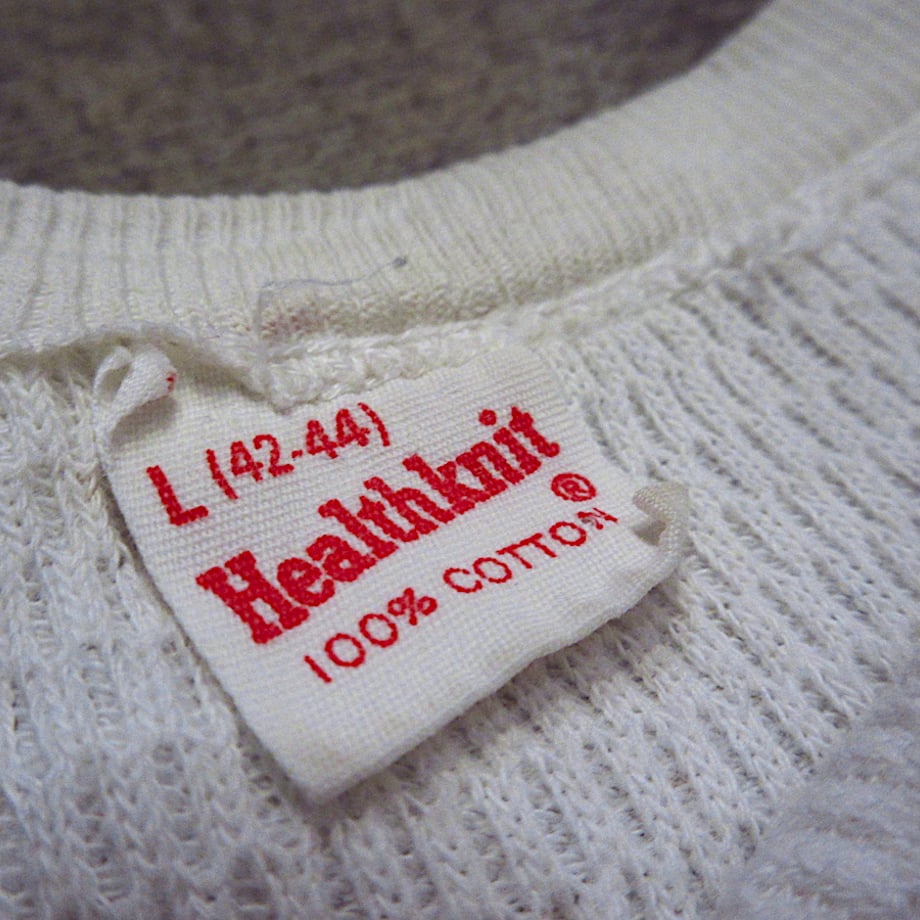 L (42-44)
Healthknit
®
100% COTTON